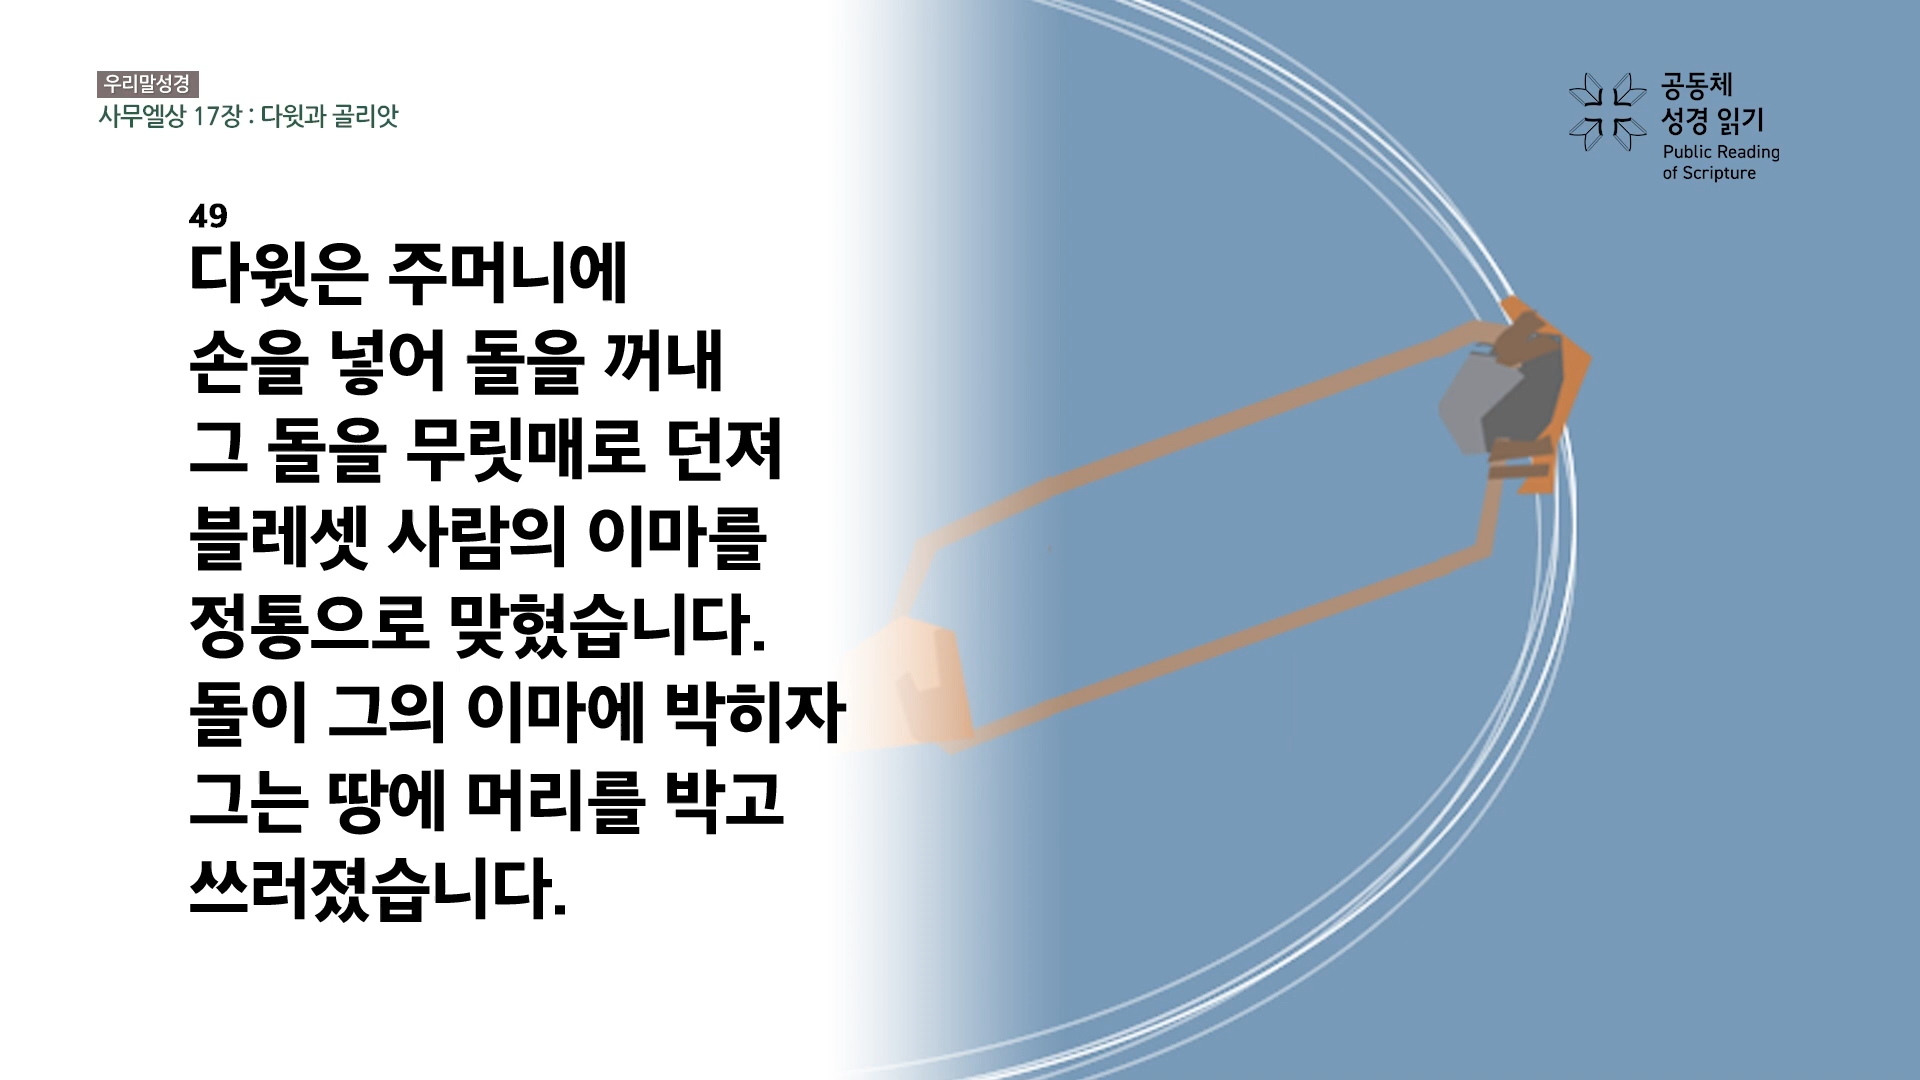 우리말성경
사무엘상 17장 : 다윗과 골리앗
공동체
성경 읽기
Public Reading
of Scripture
49
다윗은 주머니에
손을 넣어 돌을 꺼내
그 돌을 무릿매로 던져
블레셋 사람의 이마를
정통으로 맞혔습니다.
돌이 그의 이마에 박히자
그는 땅에 머리를 박고
쓰러졌습니다.